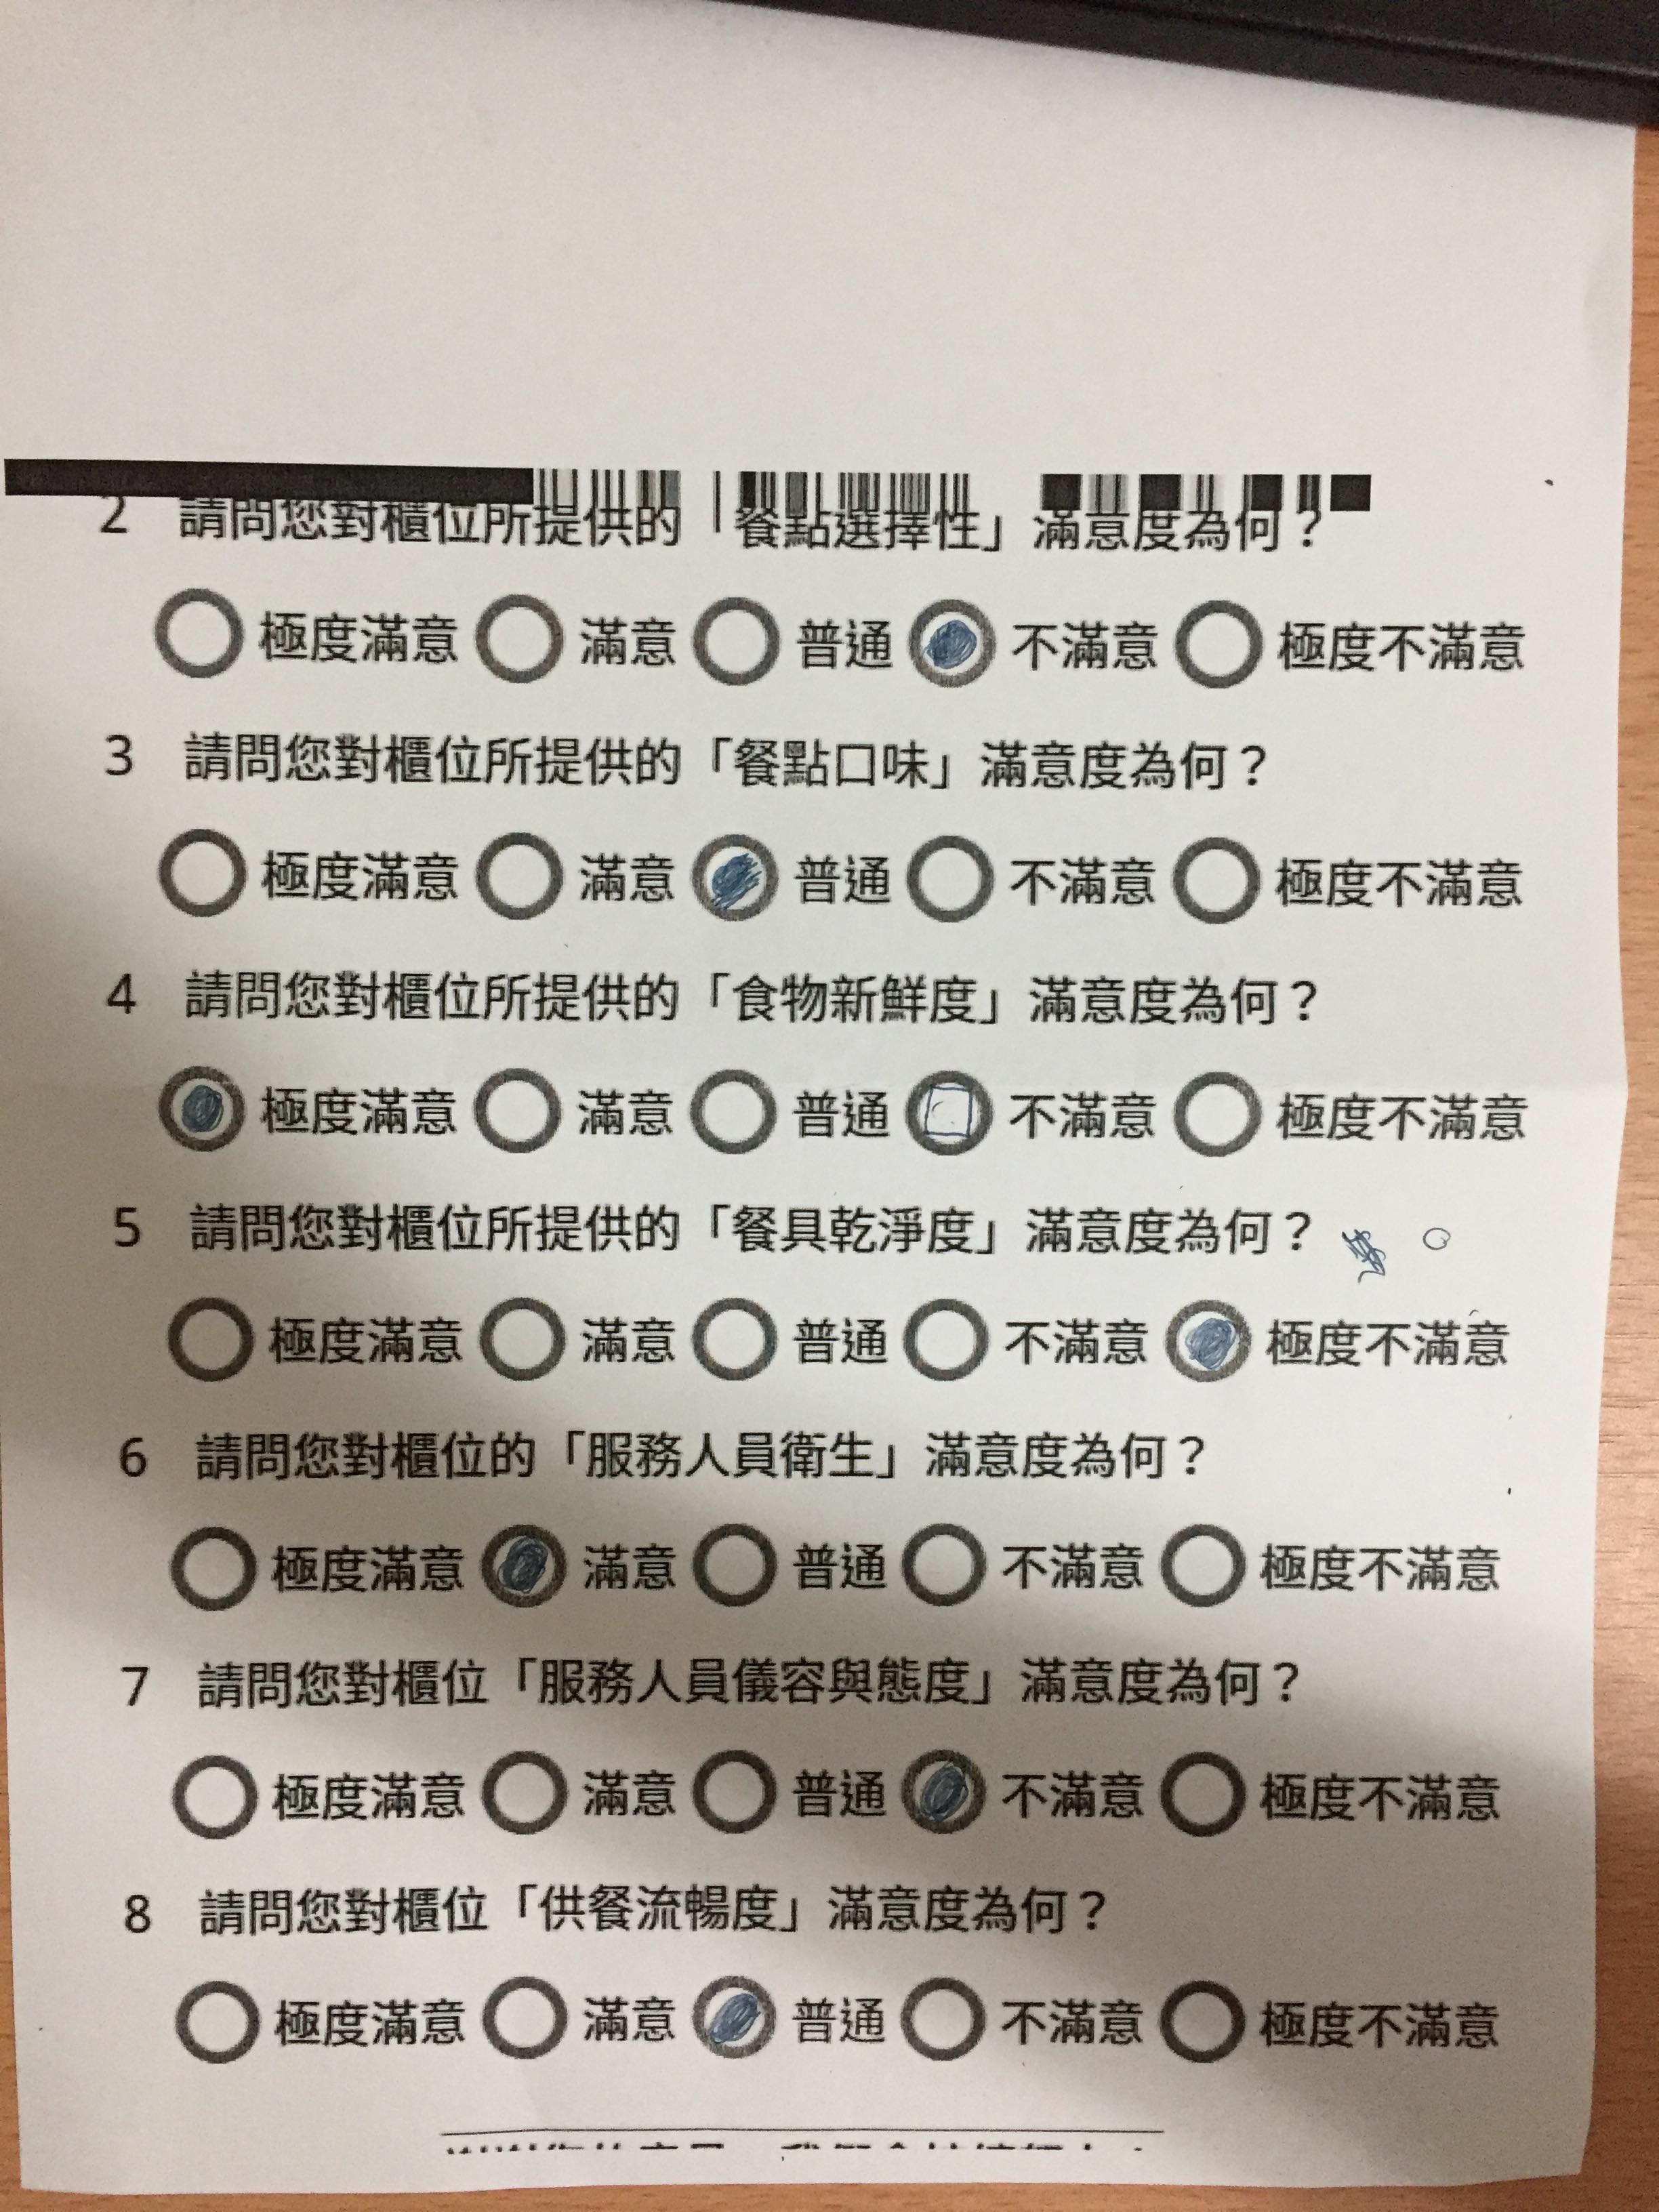 2 請問您對櫃位所提供的「餐點選擇性」滿意度為何？
極度滿意 滿意 普通 不滿意 極度不滿意
3 請問您對櫃位所提供的「餐點口味」滿意度為何？
極度滿意 滿意 普通 不滿意 極度不滿意
4 請問您對櫃位所提供的「食物新鮮度」滿意度為何？
極度滿意 滿意 普通 不滿意 極度不滿意
5 請問您對櫃位所提供的「餐具乾淨度」滿意度為何？
極度滿意 滿意 普通 不滿意 極度不滿意
6 請問您對櫃位的「服務人員衛生」滿意度為何？
極度滿意 滿意 普通 不滿意 極度不滿意
7 請問您對櫃位「服務人員儀容與態度」滿意度為何？
極度滿意 滿意 普通 不滿意 極度不滿意
8 請問您對櫃位「供餐流暢度」滿意度為何？
極度滿意 滿意 普通 不滿意 極度不滿意